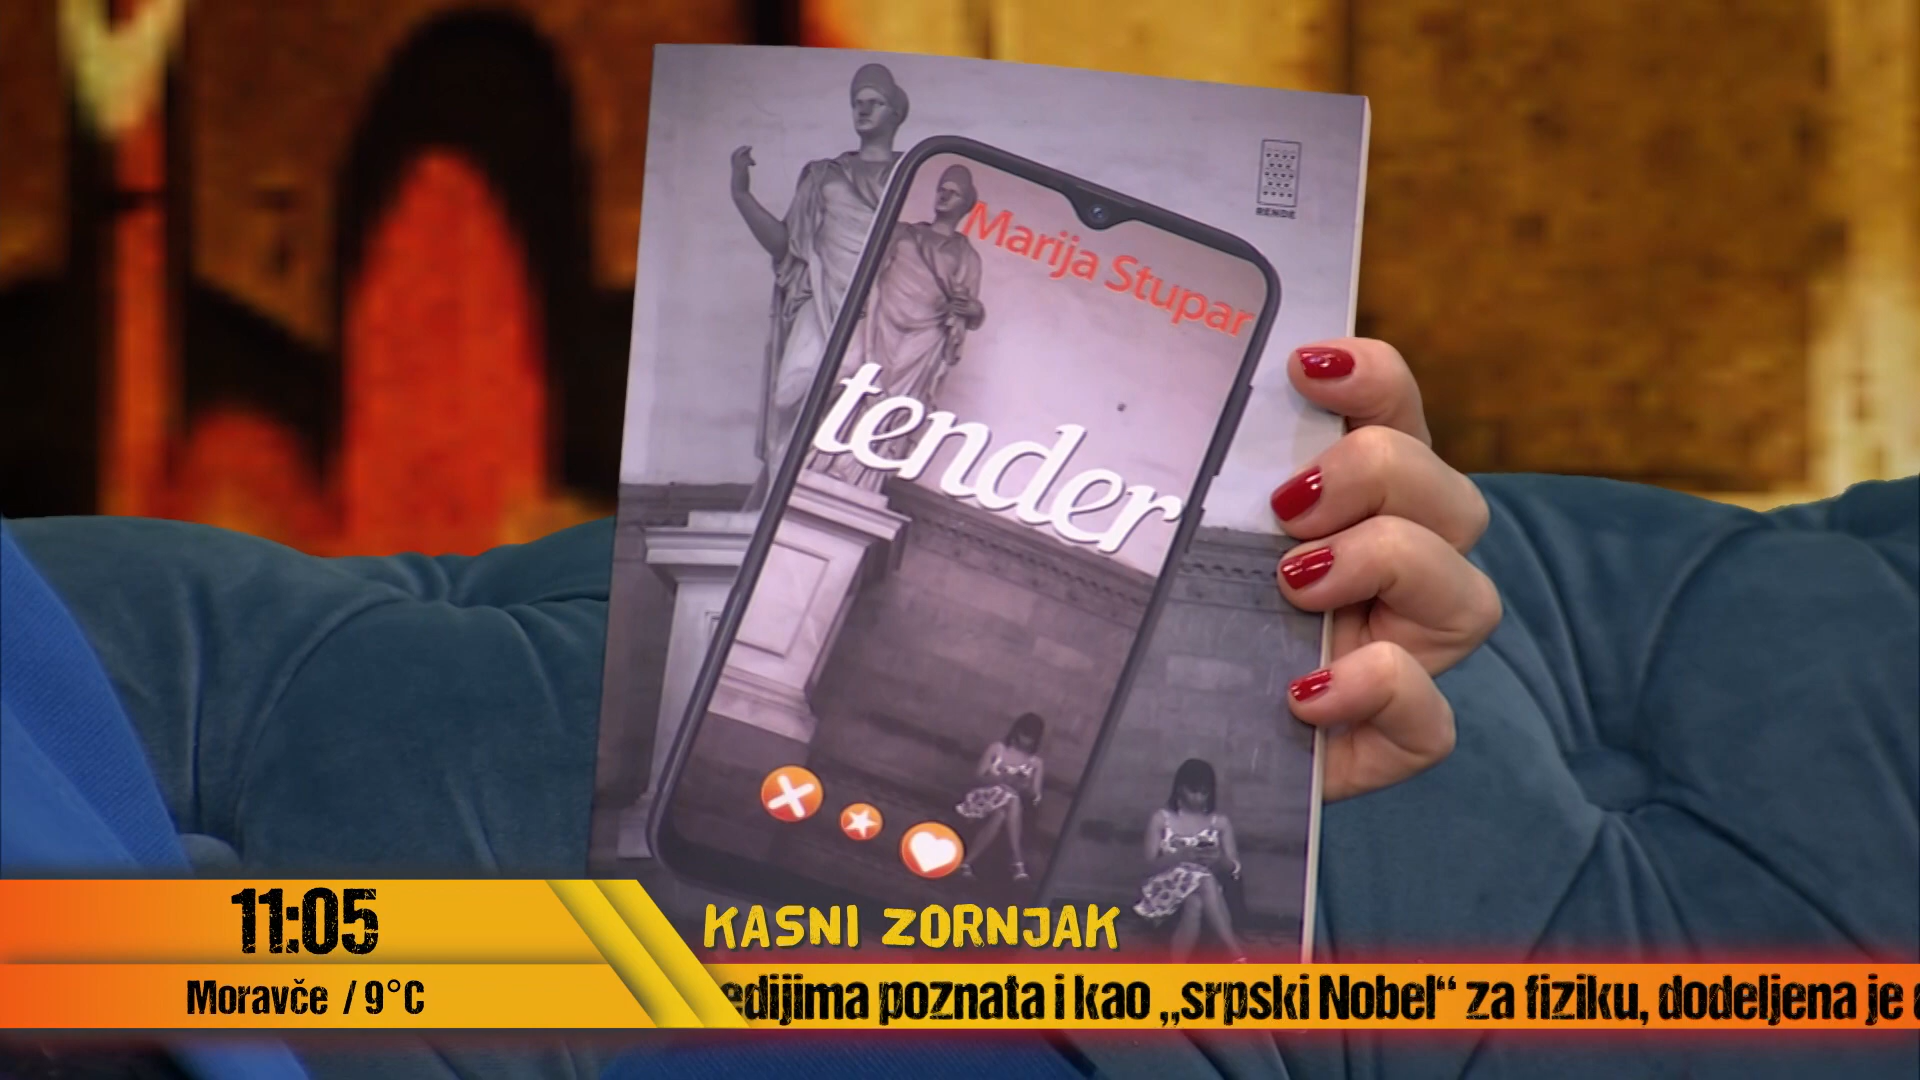 RENDE
Marija Stupar
tender
11:05
KASNI ZORNJAK
Moravče / 9°C
edijima poznata i kao „srpski Nobel“ za fiziku, dodeljena je